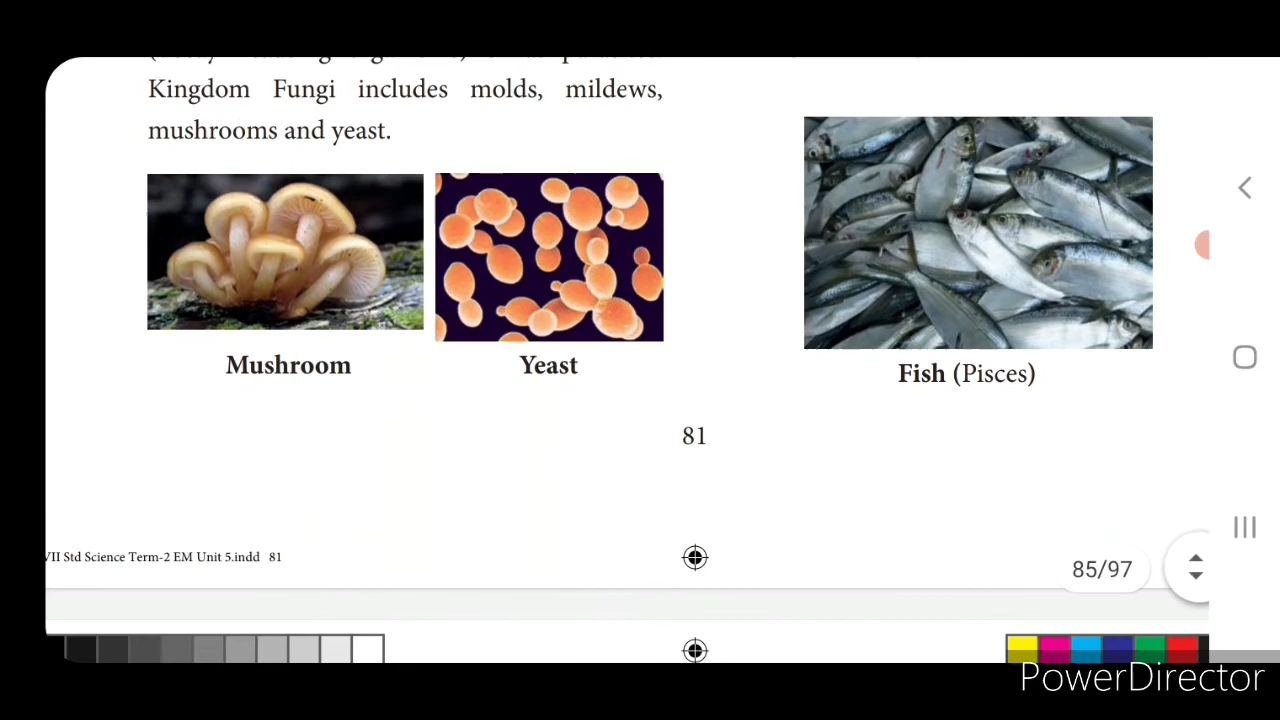 Kingdom Fungi includes molds, mildews,
mushrooms and yeast.
Mushroom
Yeast
Fish (Pisces)
81
VII Std Science Term-2 EM Unit 5.indd 81
85/97
PowerDirector